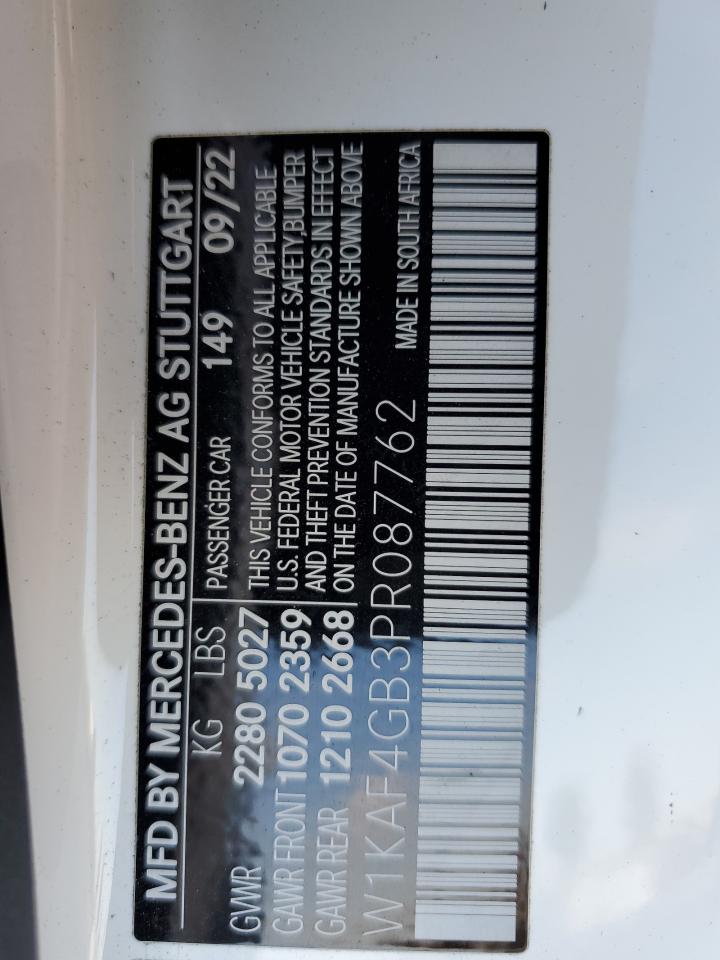 MFD BY MERCEDES-BENZ AG STUTTGART
KG LBS PASSENGER CAR 149 09/22
GVWR 2280 5027 THIS VEHICLE CONFORMS TO ALL APPLICABLE
GAWR FRONT 1070 2359 U.S. FEDERAL MOTOR VEHICLE SAFETY,BUMPER
GAWR REAR 1210 2668 AND THEFT PREVENTION STANDARDS IN EFFECT
ON THE DATE OF MANUFACTURE SHOWN ABOVE
W1KAF4GB3PR087762 MADE IN SOUTH AFRICA